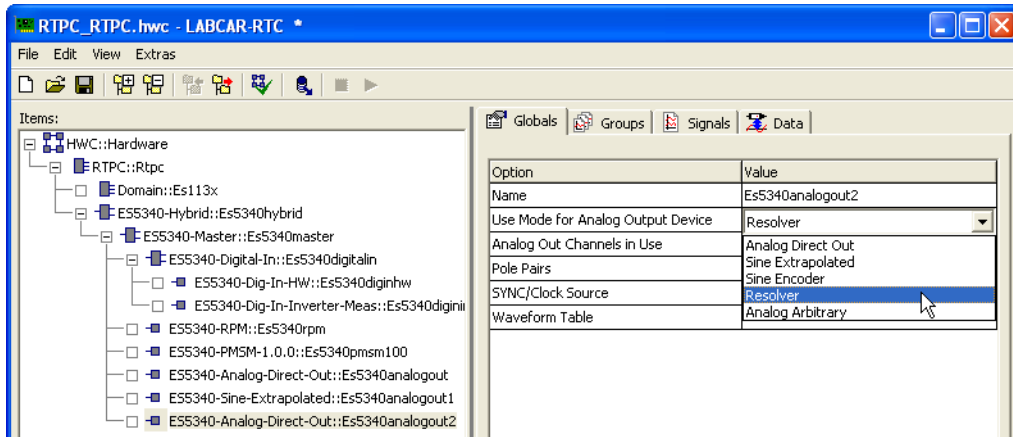 RTPC_RTPC.hwc - LABCAR-RTC *
File Edit View Extras
Items:
HWC::Hardware
RTPC::Rtpc
Domain::Es113x
ES5340-Hybrid::Es5340hybrid
ES5340-Master::Es5340master
ES5340-Digital-In::Es5340digitalin
ES5340-Dig-In-HW::Es5340diginhw
ES5340-Dig-In-Inverter-Meas::Es5340diginin
ES5340-RPM::Es5340rpm
ES5340-PMSM-1.0.0::Es5340pmsm100
ES5340-Analog-Direct-Out::Es5340analogout
ES5340-Sine-Extrapolated::Es5340analogout1
ES5340-Analog-Direct-Out::Es5340analogout2
Globals Groups Signals Data
Option Value
Name Es5340analogout2
Use Mode for Analog Output Device Resolver
Analog Out Channels in Use
Pole Pairs
SYNC/Clock Source
Waveform Table
Analog Direct Out
Sine Extrapolated
Sine Encoder
Resolver
Analog Arbitrary